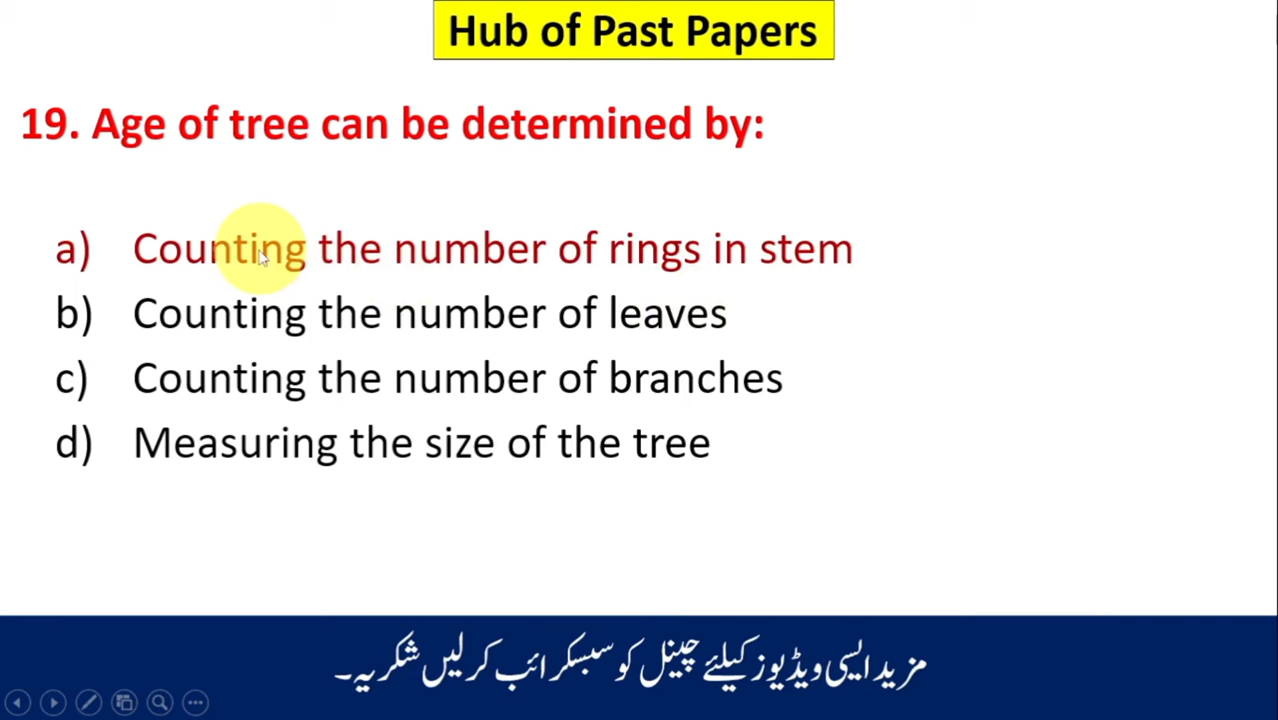 Hub of Past Papers
19. Age of tree can be determined by:
a) Counting the number of rings in stem
b) Counting the number of leaves
c) Counting the number of branches
d) Measuring the size of the tree
مزید ایسی ویڈیوز کیلئے چینل کو سبسکرائب کر لیں شکریہ۔